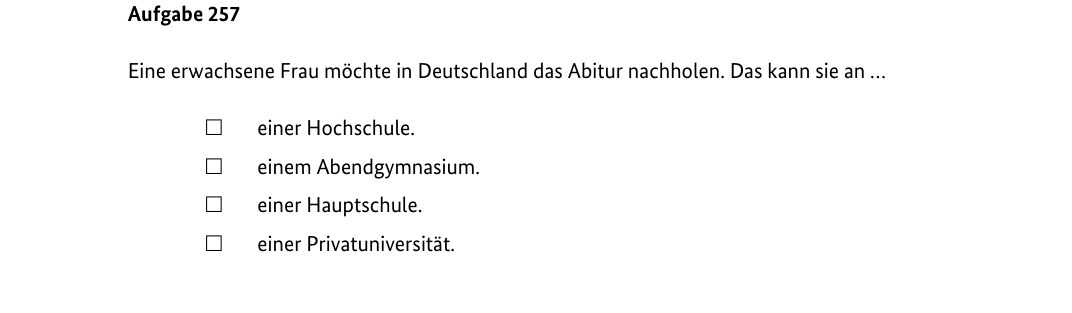 Aufgabe 257
Eine erwachsene Frau möchte in Deutschland das Abitur nachholen. Das kann sie an …
☐ einer Hochschule.
☐ einem Abendgymnasium.
☐ einer Hauptschule.
☐ einer Privatuniversität.